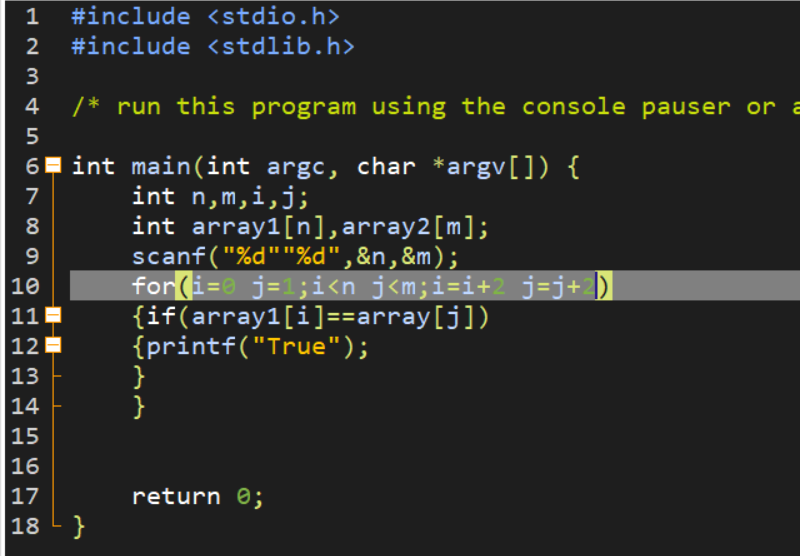 1 #include <stdio.h>
2 #include <stdlib.h>
3
4 /* run this program using the console pauser or a
5
6 int main(int argc, char *argv[]) {
7 int n,m,i,j;
8 int array1[n],array2[m];
9 scanf("%d""%d",&n,&m);
10 for(i=0 j=1;i<n j<m;i=i+2 j=j+2)
11 {if(array1[i]==array[j])
12 {printf("True");
13 }
14 }
15
16
17 return 0;
18 }